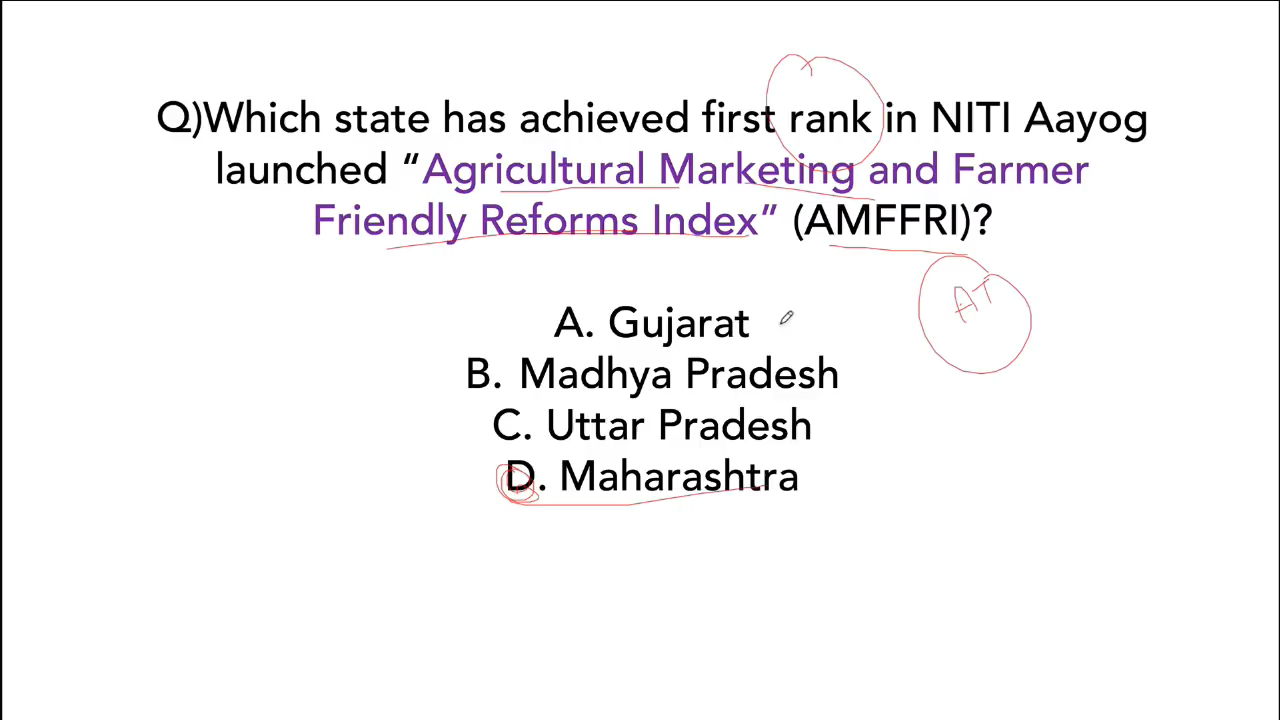 Q)Which state has achieved first rank in NITI Aayog
launched “Agricultural Marketing and Farmer
Friendly Reforms Index” (AMFFRI)?
AT
A. Gujarat
B. Madhya Pradesh
C. Uttar Pradesh
D. Maharashtra